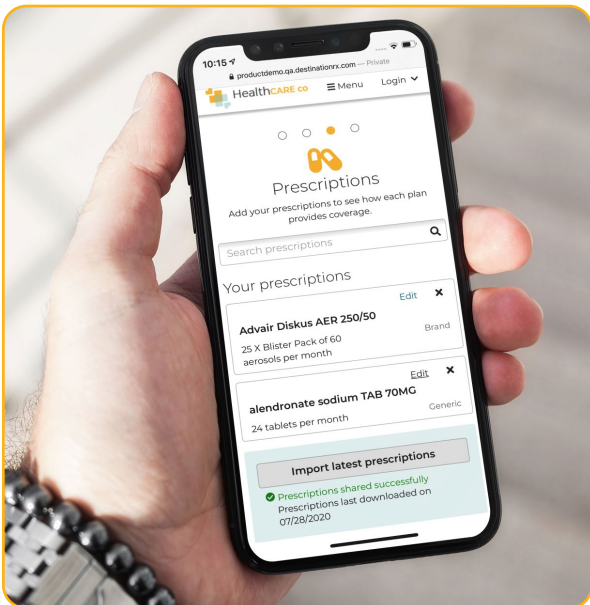 10:15
productdemo.qa.destinationrx.com — Private
HealthCARE co
Menu
Login
Prescriptions
Add your prescriptions to see how each plan
provides coverage.
Search prescriptions
Your prescriptions
Edit
Advair Diskus AER 250/50
25 X Blister Pack of 60
aerosols per month
Brand
Edit
alendronate sodium TAB 70MG
24 tablets per month
Generic
Import latest prescriptions
Prescriptions shared successfully
Prescriptions last downloaded on
07/28/2020